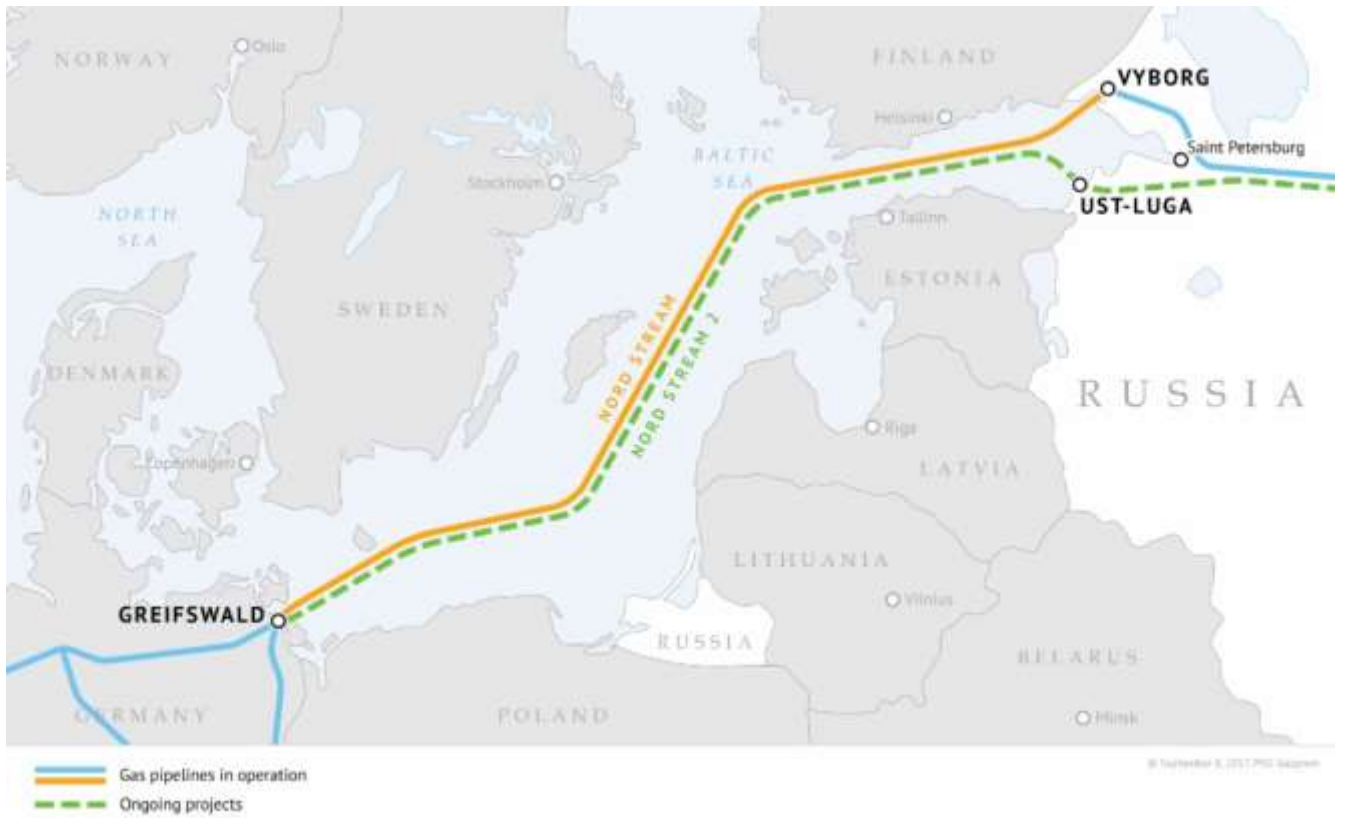 NORWAY
Oslo
FINLAND
VYBORG
Helsinki
Saint Petersburg
BALTIC
SEA
Stockholm
UST-LUGA
NORTH
SEA
Tallinn
ESTONIA
SWEDEN
NORD STREAM
NORD STREAM 2
DENMARK
RUSSIA
Riga
Copenhagen
LATVIA
LITHUANIA
Vilnius
GREIFSWALD
RUSSIA
BELARUS
GERMANY
POLAND
Minsk
Gas pipelines in operation
Ongoing projects